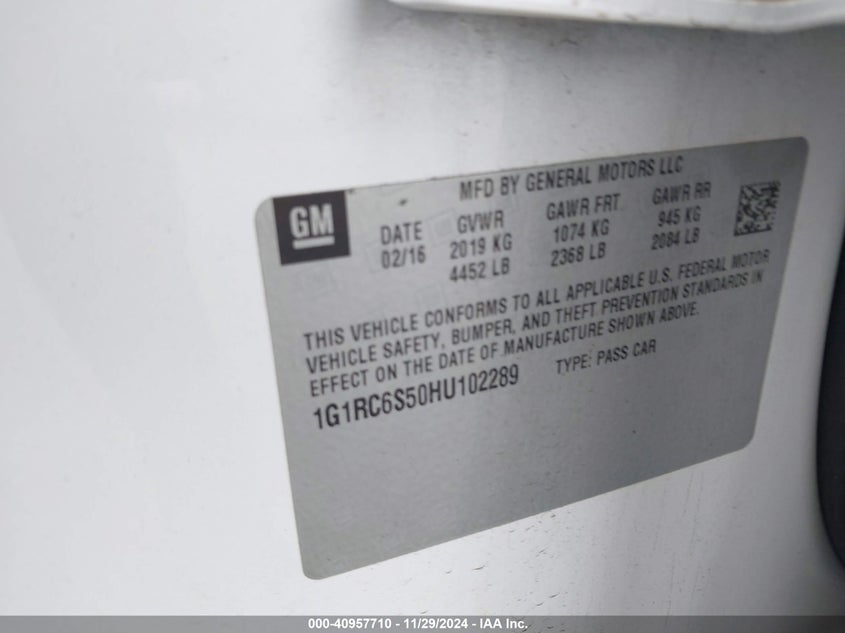 MFD BY GENERAL MOTORS LLC
GM
DATE GVWR GAWR FRT GAWR RR
02/16 2019 KG 1074 KG 945 KG
4452 LB 2368 LB 2084 LB
THIS VEHICLE CONFORMS TO ALL APPLICABLE U.S. FEDERAL MOTOR
VEHICLE SAFETY, BUMPER, AND THEFT PREVENTION STANDARDS IN
EFFECT ON THE DATE OF MANUFACTURE SHOWN ABOVE.
1G1RC6S50HU102289 TYPE: PASS CAR
000-40957710 - 11/29/2024 - IAA Inc.